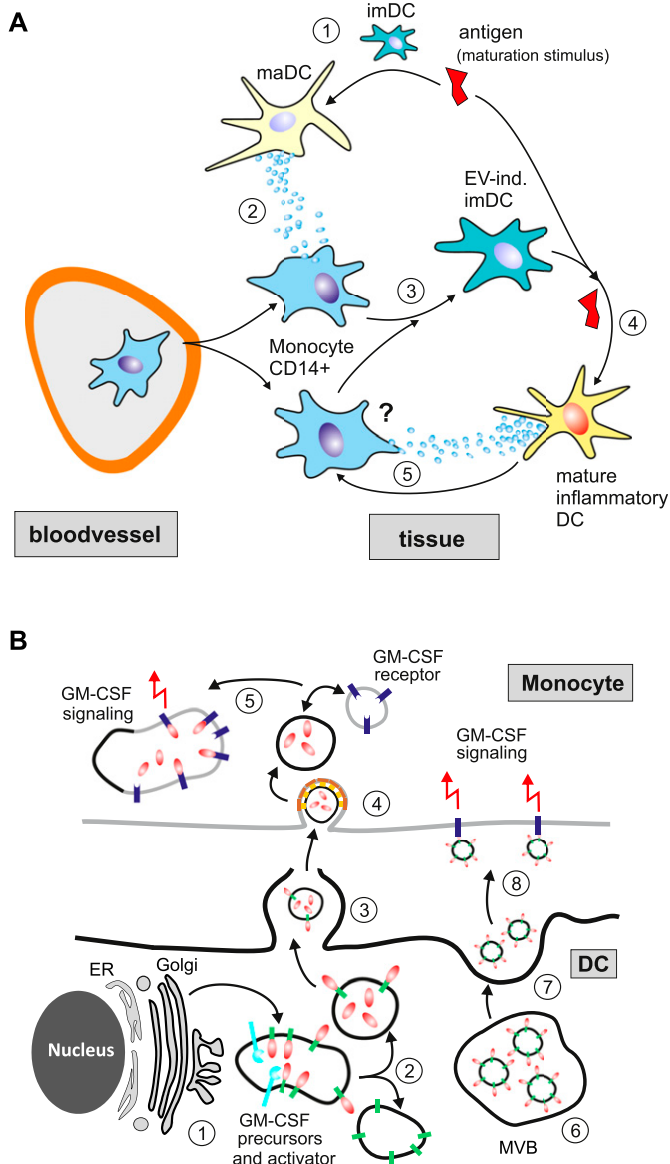 A
1
imDC
antigen
(maturation stimulus)
maDC
2
EV-ind.
imDC
3
4
Monocyte
CD14+
?
5
mature
inflammatory
DC
bloodvessel
tissue
B
GM-CSF
signaling
5
GM-CSF
receptor
Monocyte
GM-CSF
signaling
4
8
3
ER
Golgi
DC
7
Nucleus
2
1
GM-CSF
precursors
and activator
MVB
6